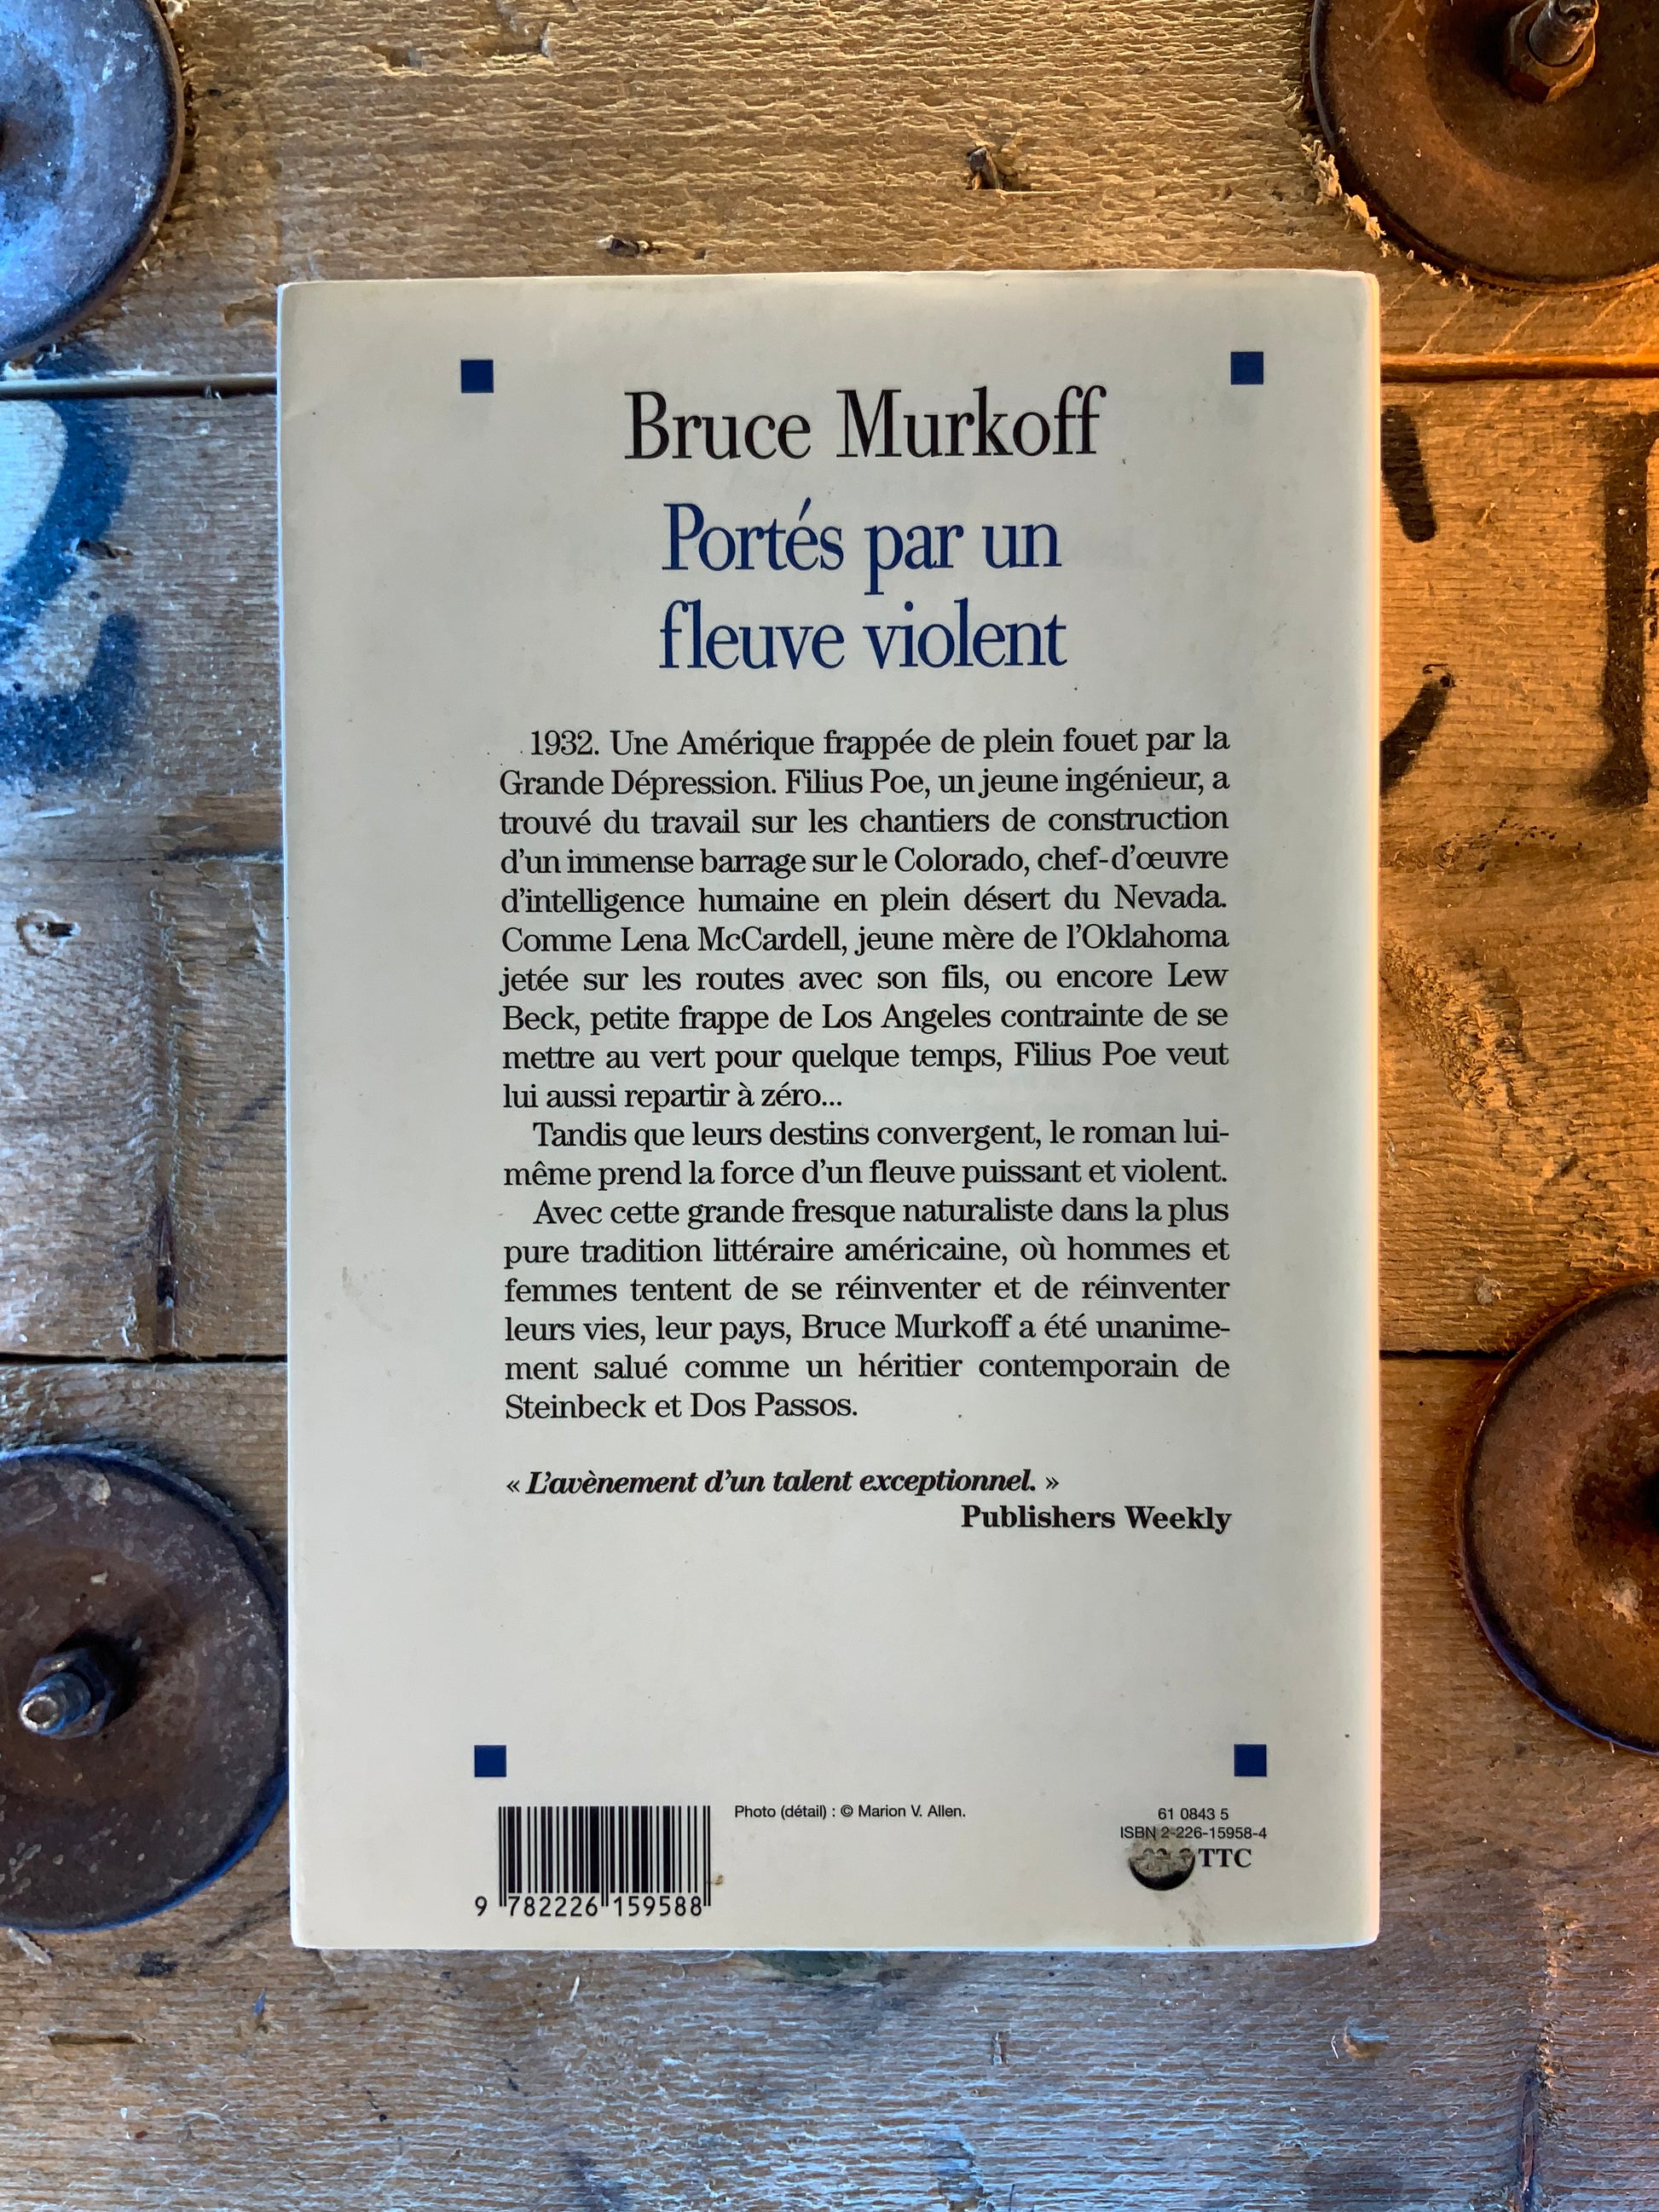 Bruce Murkoff
Portés par un
fleuve violent
1932. Une Amérique frappée de plein fouet par la
Grande Dépression. Filius Poe, un jeune ingénieur, a
trouvé du travail sur les chantiers de construction
d'un immense barrage sur le Colorado, chef-d'œuvre
d'intelligence humaine en plein désert du Nevada.
Comme Lena McCardell, jeune mère de l'Oklahoma
jetée sur les routes avec son fils, ou encore Lew
Beck, petite frappe de Los Angeles contrainte de se
mettre au vert pour quelque temps, Filius Poe veut
lui aussi repartir à zéro...
Tandis que leurs destins convergent, le roman lui-
même prend la force d'un fleuve puissant et violent.
Avec cette grande fresque naturaliste dans la plus
pure tradition littéraire américaine, où hommes et
femmes tentent de se réinventer et de réinventer
leurs vies, leur pays, Bruce Murkoff a été unanime-
ment salué comme un héritier contemporain de
Steinbeck et Dos Passos.
« L'avènement d'un talent exceptionnel. »
Publishers Weekly
Photo (détail) : © Marion V. Allen.
61 0843 5
ISBN 2-226-15958-4
TTC
9 782226 159588